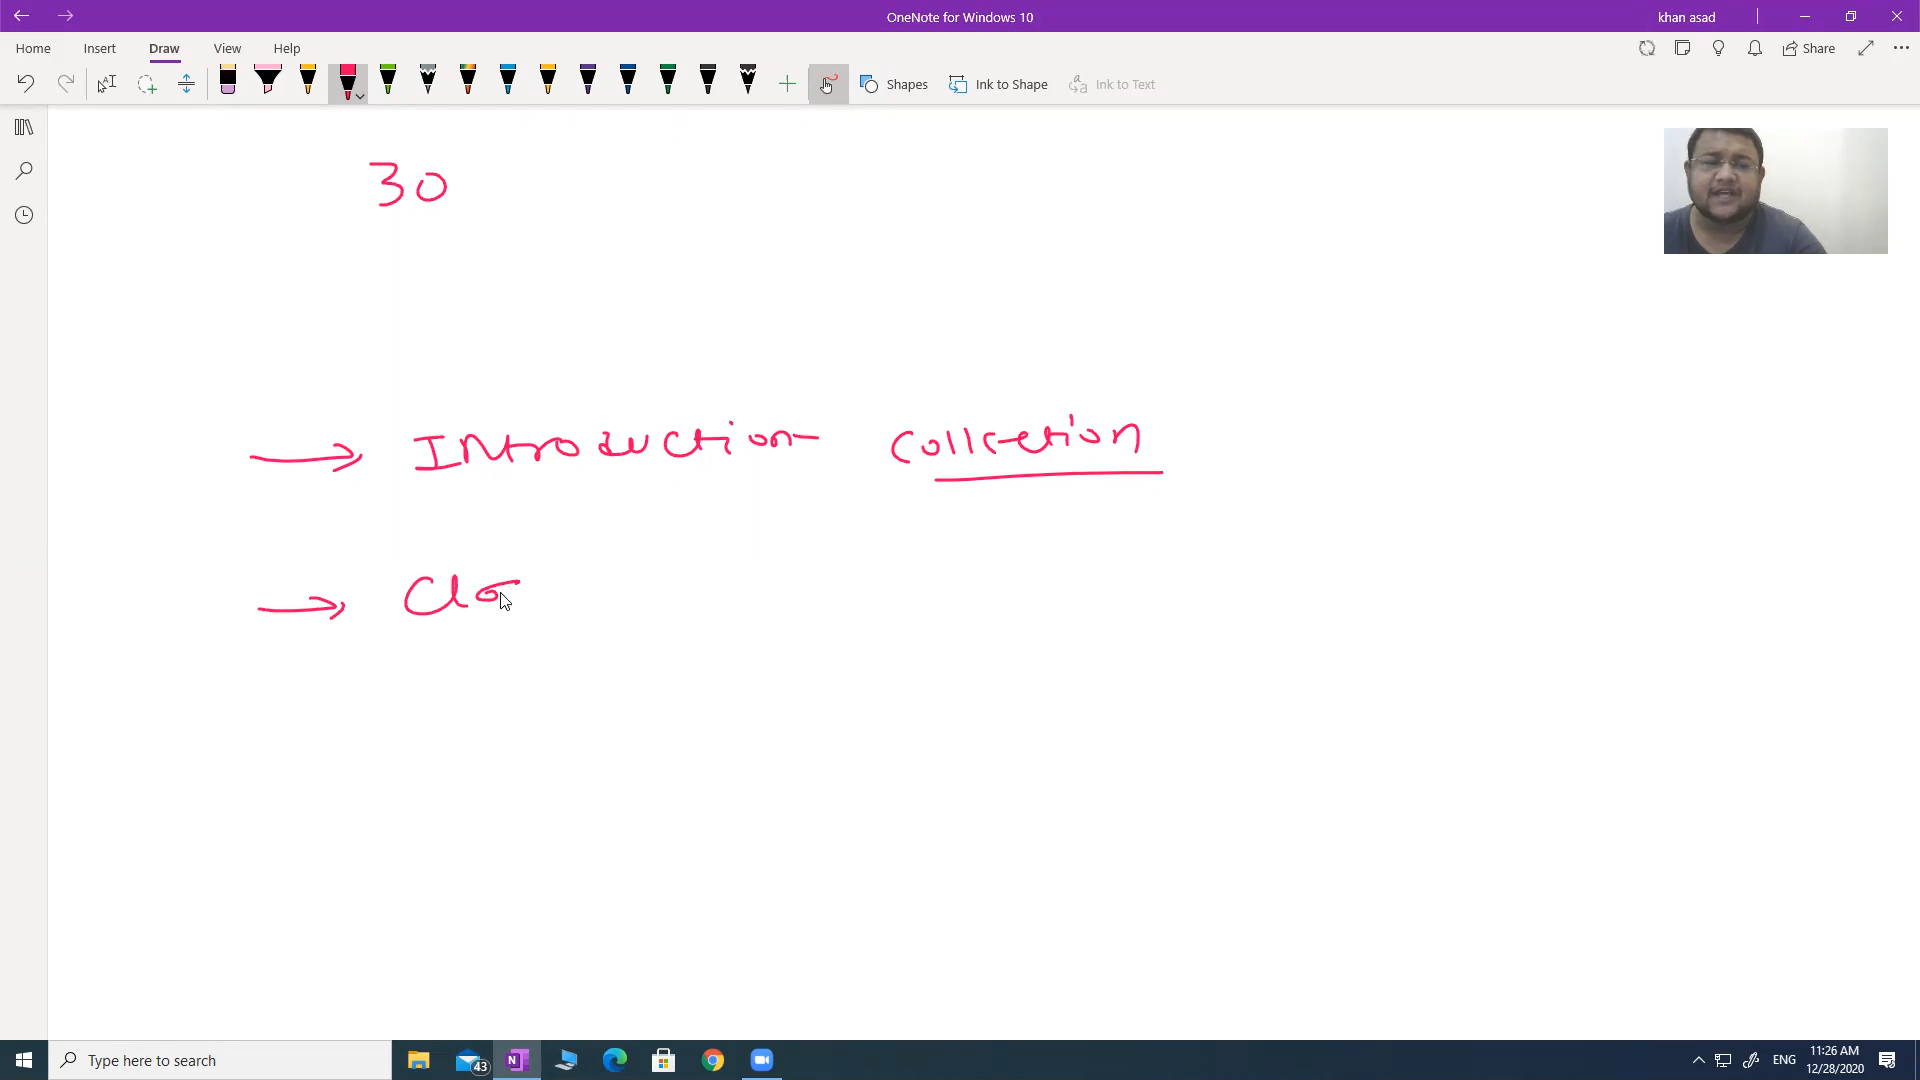 OneNote for Windows 10
khan asad
Home Insert Draw View Help
Share
Shapes
Ink to Shape
Ink to Text
30
→ Introduction- Collection
→ Clo
Type here to search
43
ENG
11:26 AM
12/28/2020